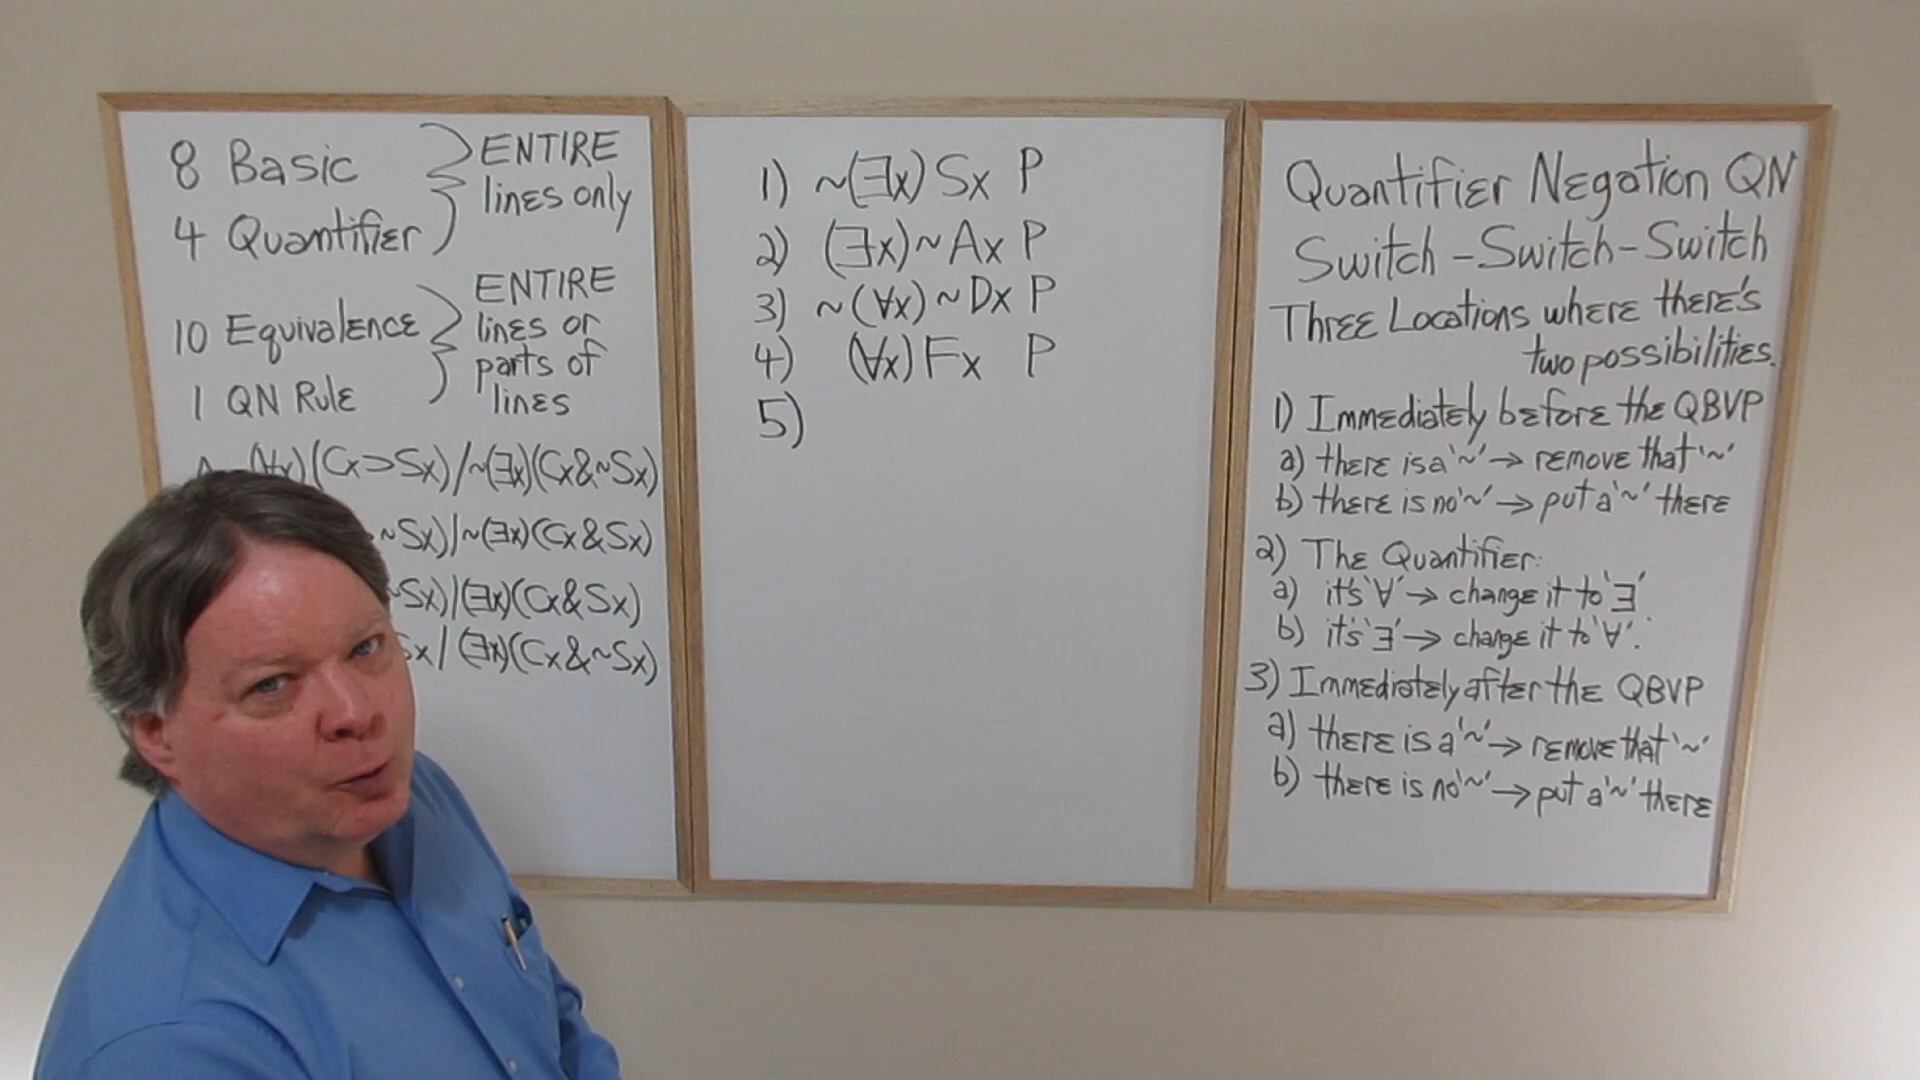 8 Basic
4 Quantifier
ENTIRE
lines only
10 Equivalence
1 QN Rule
ENTIRE
lines or
parts of
lines
(∀x)(Cx⊃Sx)/~(∃x)(Cx&~Sx)
~Sx)/~(∃x)(Cx&Sx)
Sx)/(∃x)(Cx&Sx)
Sx/(∃x)(Cx&~Sx)
1) ~(∃x)Sx P
2) (∃x)~Ax P
3) ~(∀x)~Dx P
4) (∀x)Fx P
5)
Quantifier Negation QN
Switch-Switch-Switch
Three Locations where there's
two possibilities.
1) Immediately before the QBVP
a) there is a '~' → remove that '~'
b) there is no '~' → put a '~' there
2) The Quantifier:
a) it's '∀' → change it to '∃'
b) it's '∃' → change it to '∀'.
3) Immediately after the QBVP
a) there is a '~' → remove that '~'
b) there is no '~' → put a '~' there